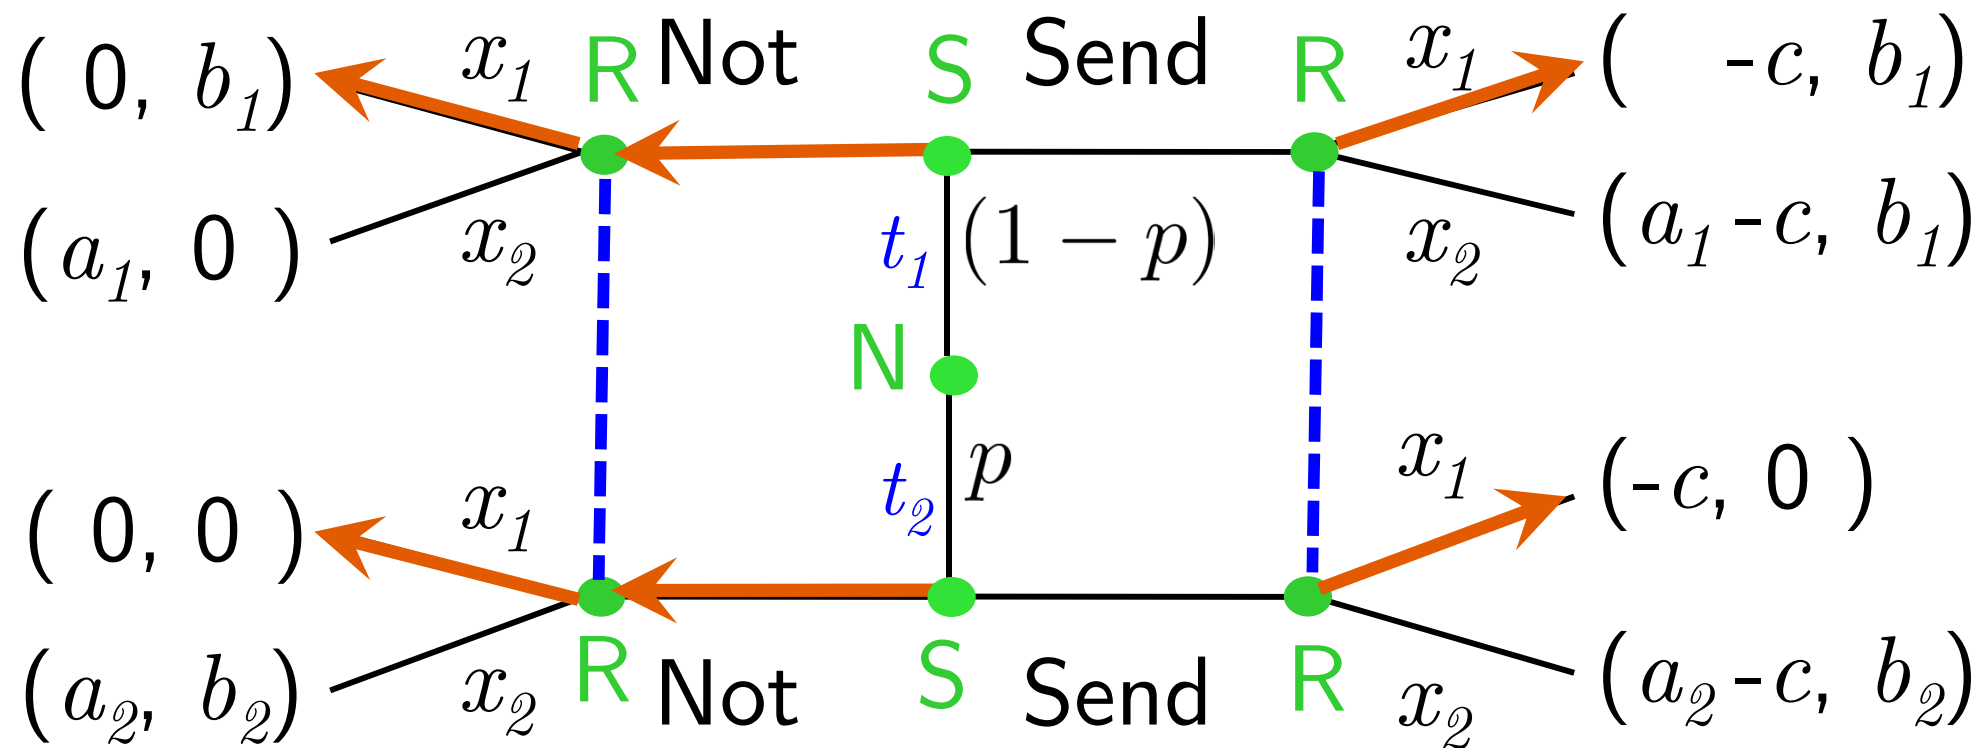 ( 0, b1) x1 R Not S Send R x1 ( -c, b1)
(a1, 0 ) x2 t1 (1 − p) x2 (a1 -c, b1)
N
( 0, 0 ) x1 t2 p x1 (-c, 0 )
(a2, b2) x2 R Not S Send R x2 (a2 -c, b2)